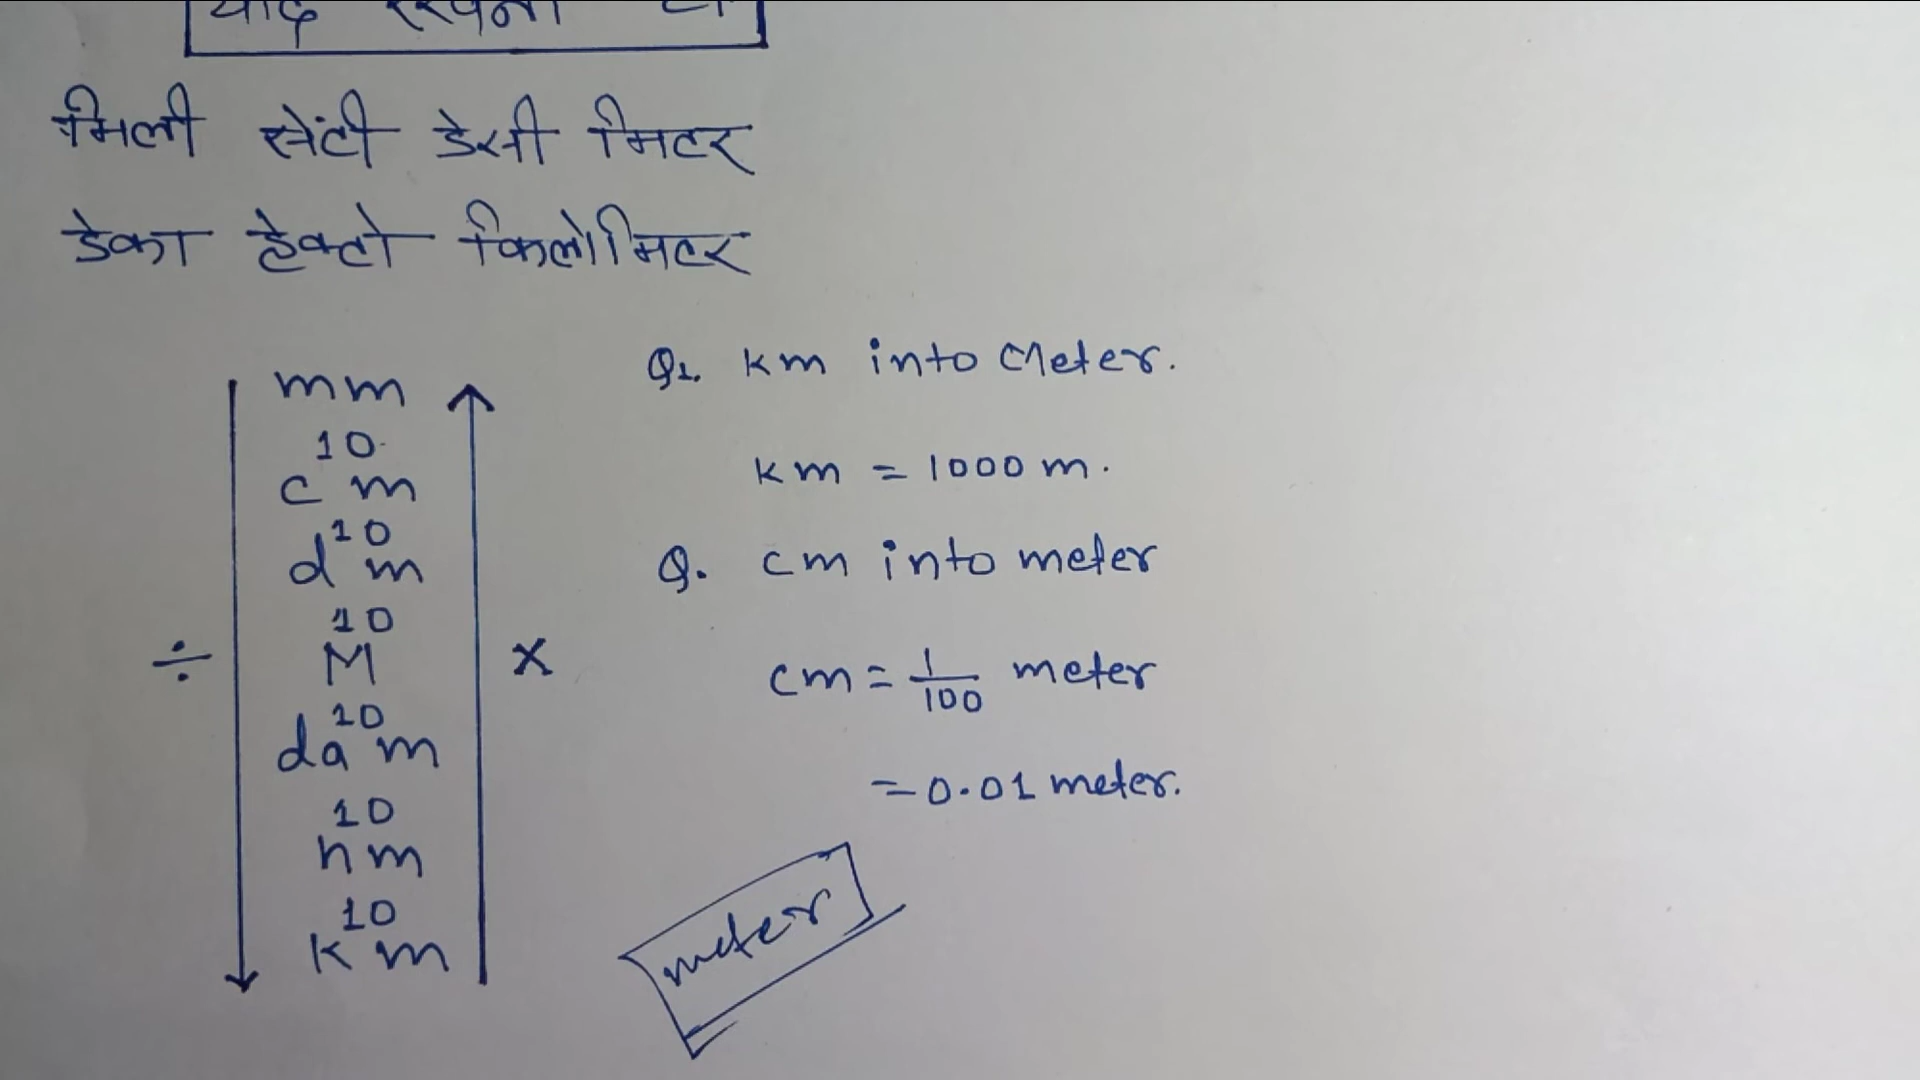 याद रखना
मिली सेंटी डेसी मिटर
डेका हेक्टो किलोमिटर
mm
10
cm
10
dm
10
÷ M ×
10
dam
10
hm
10
km
Q1. km into Meter.
km = 1000 m.
Q. cm into meter
cm = 1/100 meter
= 0.01 meter.
meter